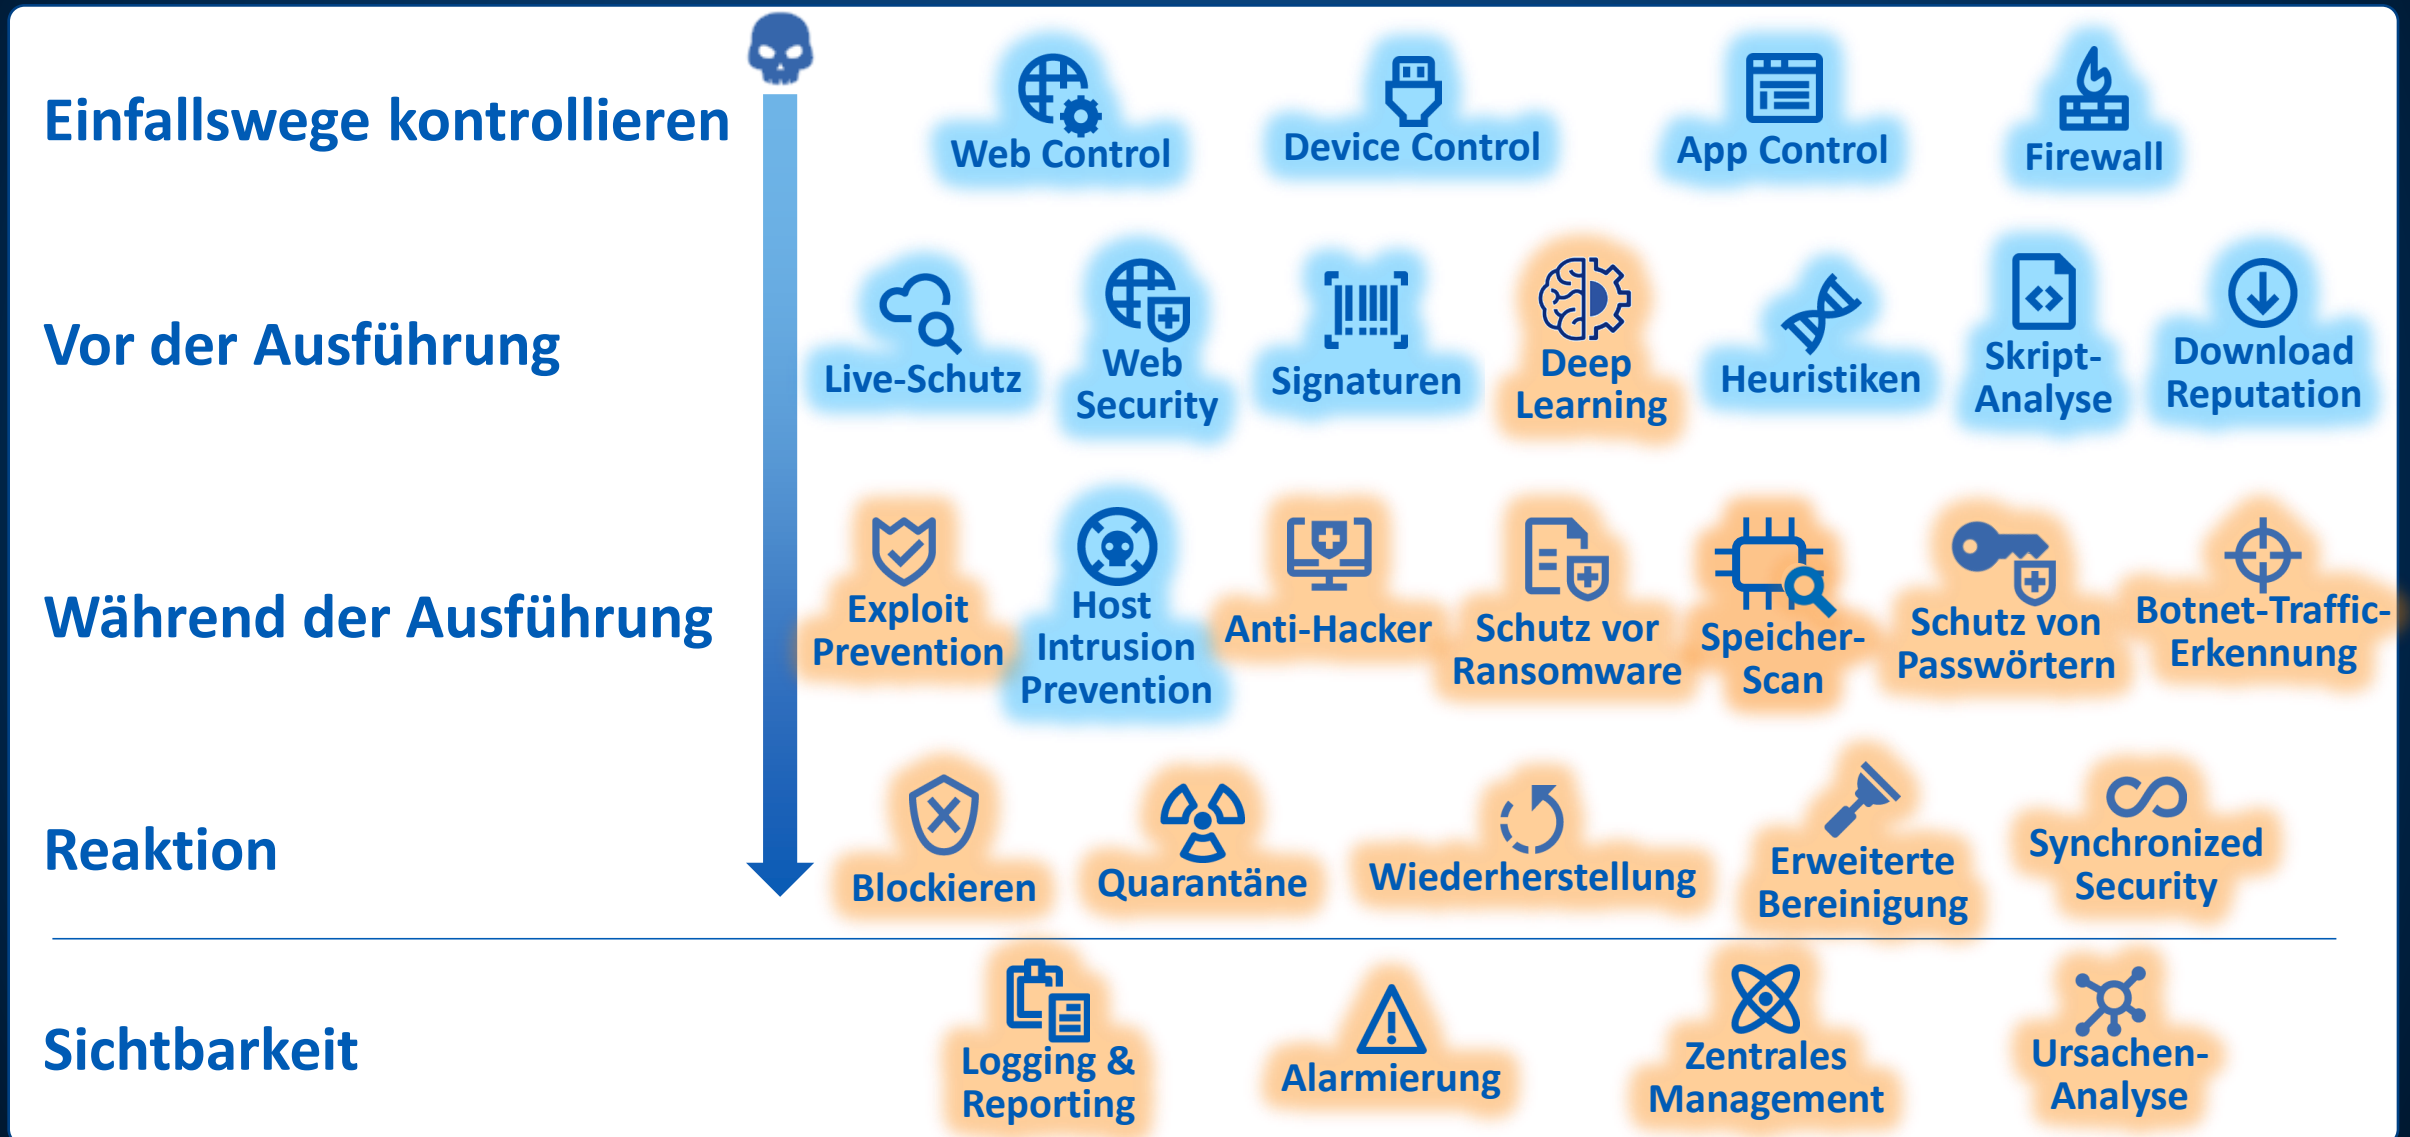 Einfallswege kontrollieren
Web Control
Device Control
App Control
Firewall
Vor der Ausführung
Live-Schutz
Web
Security
Signaturen
Deep
Learning
Heuristiken
Skript-
Analyse
Download
Reputation
Während der Ausführung
Exploit
Prevention
Host
Intrusion
Prevention
Anti-Hacker
Schutz vor
Ransomware
Speicher-
Scan
Schutz von
Passwörtern
Botnet-Traffic-
Erkennung
Reaktion
Blockieren
Quarantäne
Wiederherstellung
Erweiterte
Bereinigung
Synchronized
Security
Sichtbarkeit
Logging &
Reporting
Alarmierung
Zentrales
Management
Ursachen-
Analyse